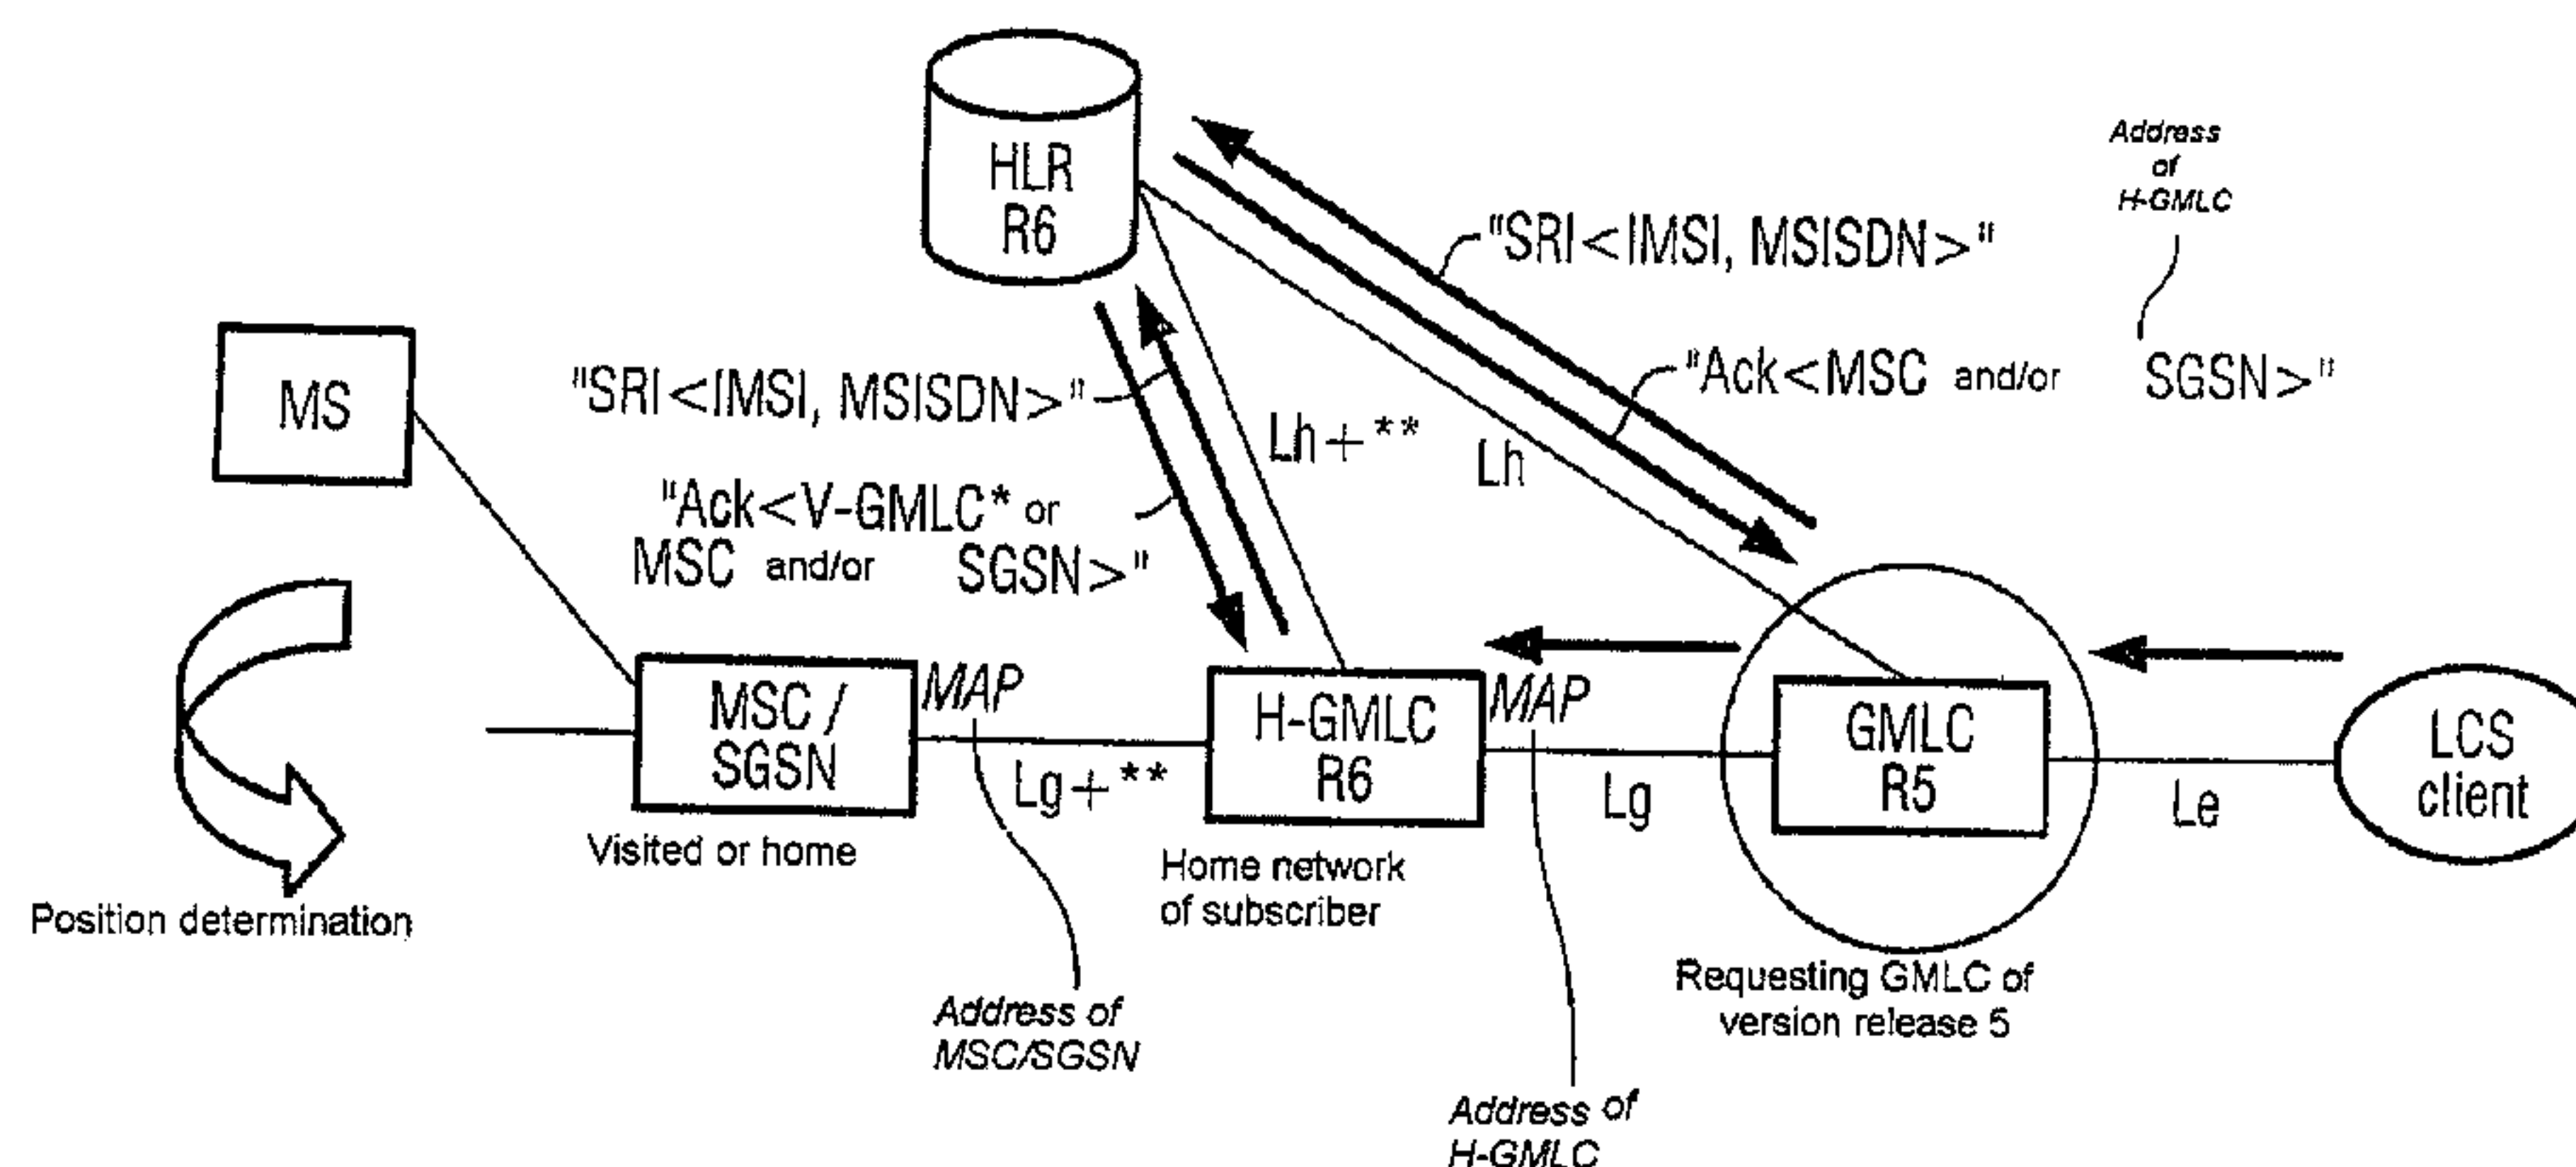 HLR
R6
Address
of
H-GMLC
"SRI<IMSI, MSISDN>"
"Ack<MSC and/or SGSN>"
MS
"SRI<IMSI, MSISDN>"
"Ack<V-GMLC* or
MSC and/or SGSN>"
Lh+**
Lh
MSC /
SGSN
Visited or home
MAP
Lg+**
H-GMLC
R6
Home network
of subscriber
MAP
Lg
GMLC
R5
Requesting GMLC of
version release 5
Le
LCS
client
Position determination
Address of
MSC/SGSN
Address of
H-GMLC